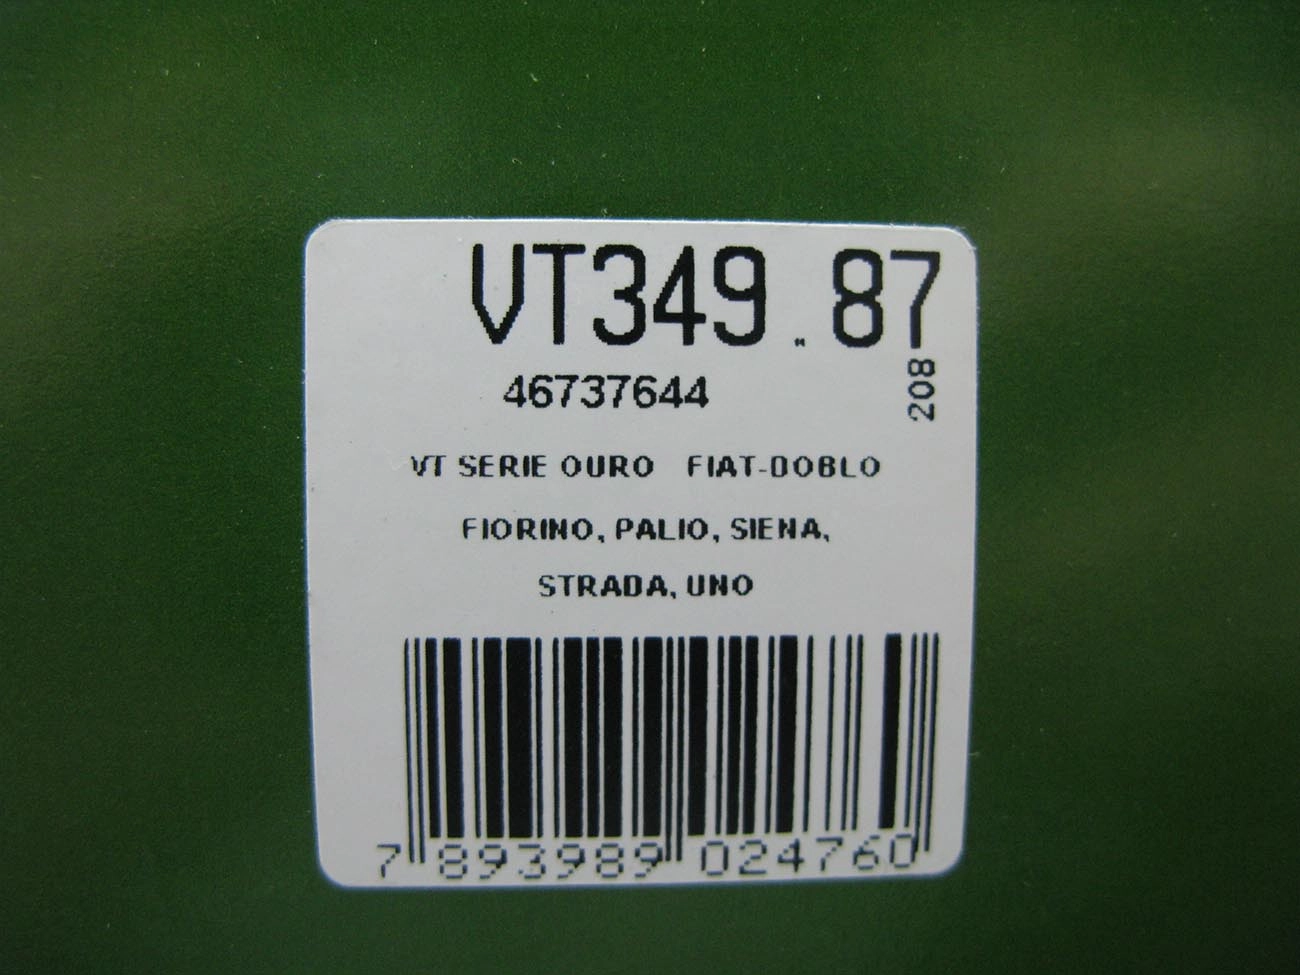 VT349.87
208
46737644
VT SERIE OURO FIAT-DOBLO
FIORINO, PALIO, SIENA,
STRADA, UNO
7 893989 024760